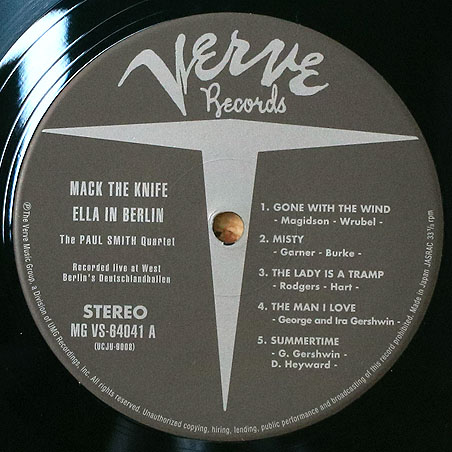 Verve
Records
MACK THE KNIFE
ELLA IN BERLIN
The PAUL SMITH Quartet
Recorded live at West
Berlin's Deutschlandhallen
STEREO
MG VS-64041 A
(UCJU-9008)
1. GONE WITH THE WIND
- Magidson - Wrubel -
2. MISTY
- Garner - Burke -
3. THE LADY IS A TRAMP
- Rodgers - Hart -
4. THE MAN I LOVE
- George and Ira Gershwin -
5. SUMMERTIME
- G. Gershwin -
D. Heyward -
℗The Verve Music Group, a Division of UMG Recordings, Inc. All rights reserved. Unauthorized copying, hiring, lending, public performance and broadcasting of this record prohibited. Made in Japan JASRAC 33 1/3 rpm